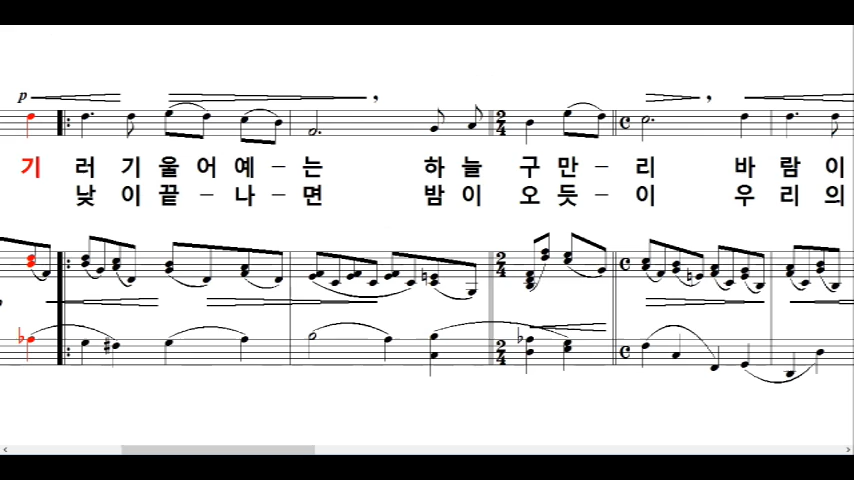 p
기 러 기 울 어 예 – 는 하 늘 구 만 – 리 바 람 이
낮 이 끝 – 나 – 면 밤 이 오 듯 – 이 우 리 의